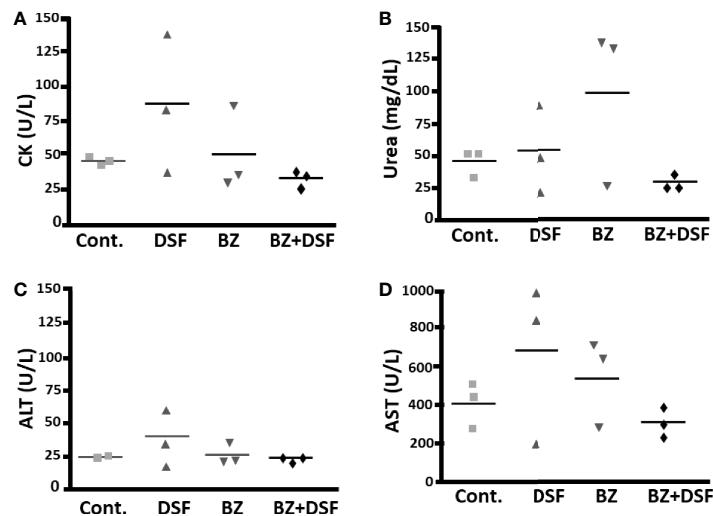 A
CK (U/L)
150
125
100
75
50
25
0
Cont. DSF BZ BZ+DSF
B
Urea (mg/dL)
150
125
100
75
50
25
0
Cont. DSF BZ BZ+DSF
C
ALT (U/L)
150
125
100
75
50
25
0
Cont. DSF BZ BZ+DSF
D
AST (U/L)
1000
800
600
400
200
0
Cont. DSF BZ BZ+DSF